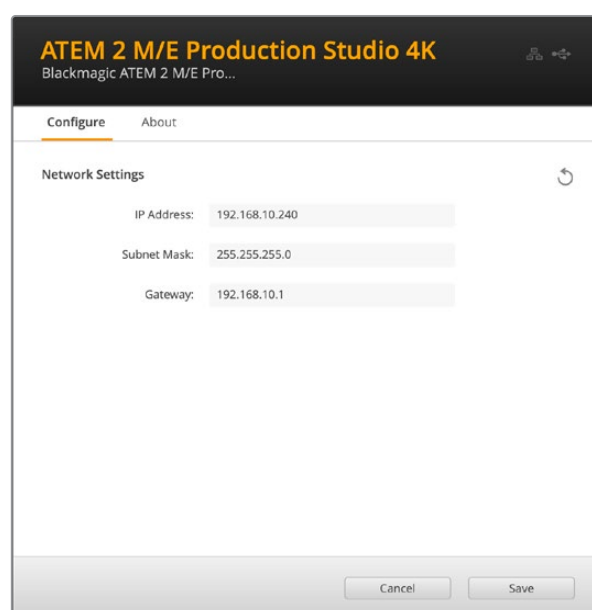 ATEM 2 M/E Production Studio 4K
Blackmagic ATEM 2 M/E Pro...
Configure About
Network Settings
IP Address: 192.168.10.240
Subnet Mask: 255.255.255.0
Gateway: 192.168.10.1
Cancel Save